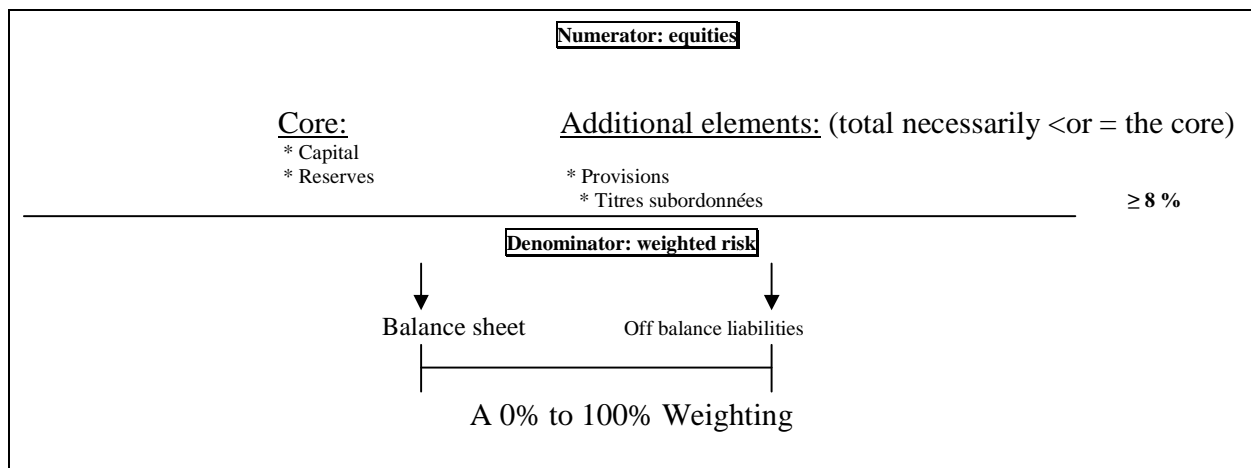 Numerator: equities
Core: Additional elements: (total necessarily <or = the core)
* Capital
* Reserves * Provisions
* Titres subordonnées ≥ 8 %
Denominator: weighted risk
Balance sheet Off balance liabilities
A 0% to 100% Weighting